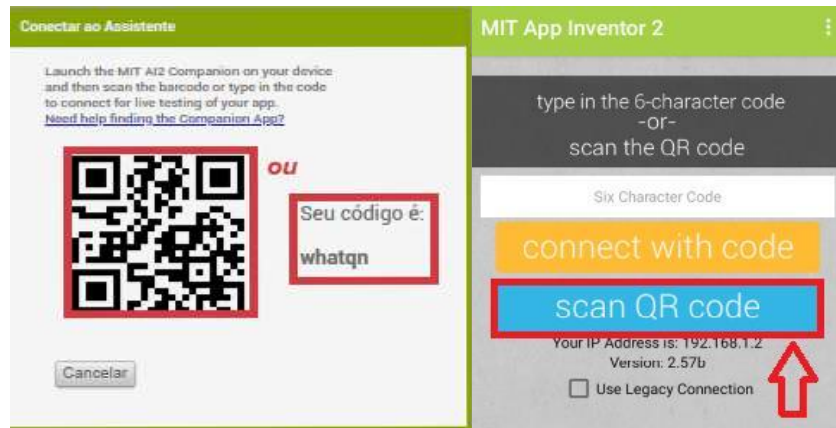 Conectar ao Assistente
Launch the MIT AI2 Companion on your device
and then scan the barcode or type in the code
to connect for live testing of your app.
Need help finding the Companion App?
ou
Seu código é:
whatqn
Cancelar
MIT App Inventor 2
type in the 6-character code
-or-
scan the QR code
Six Character Code
connect with code
scan QR code
Your IP Address is: 192.168.1.2
Version: 2.57b
Use Legacy Connection